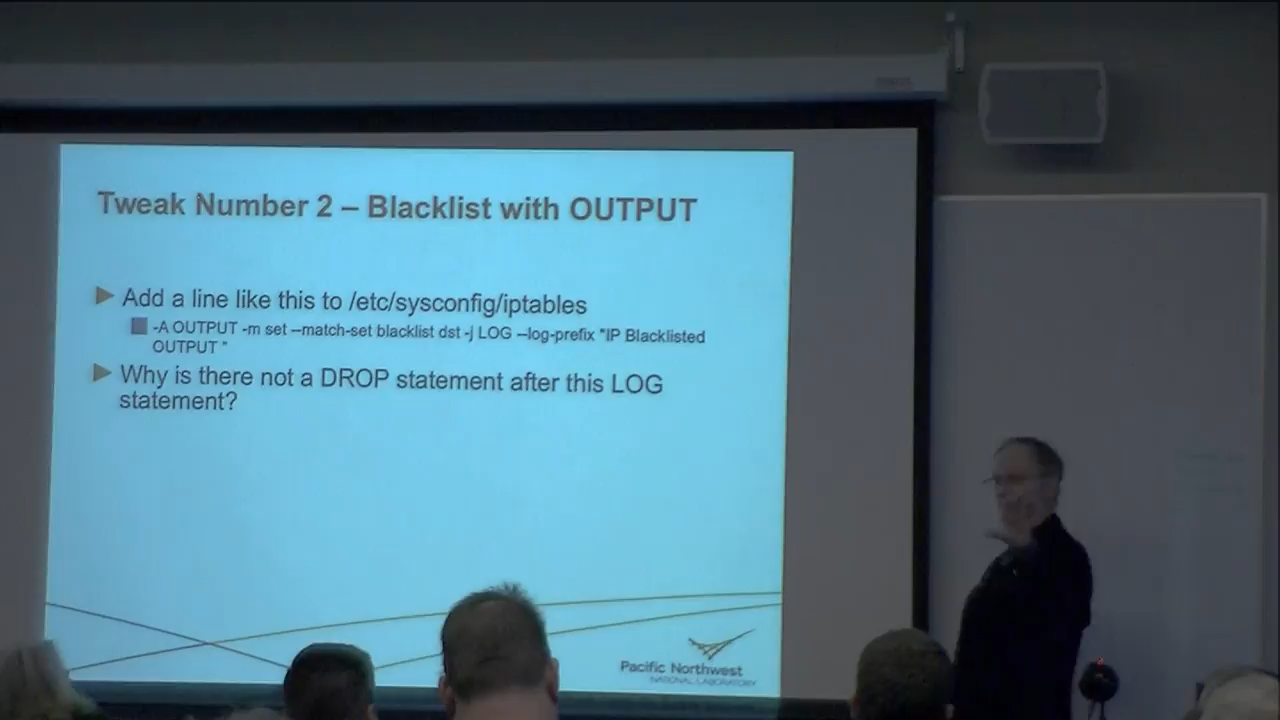 Tweak Number 2 – Blacklist with OUTPUT
Add a line like this to /etc/sysconfig/iptables
-A OUTPUT -m set –match-set blacklist dst -j LOG –log-prefix "IP Blacklisted
OUTPUT "
Why is there not a DROP statement after this LOG
statement?
Pacific Northwest
NATIONAL LABORATORY